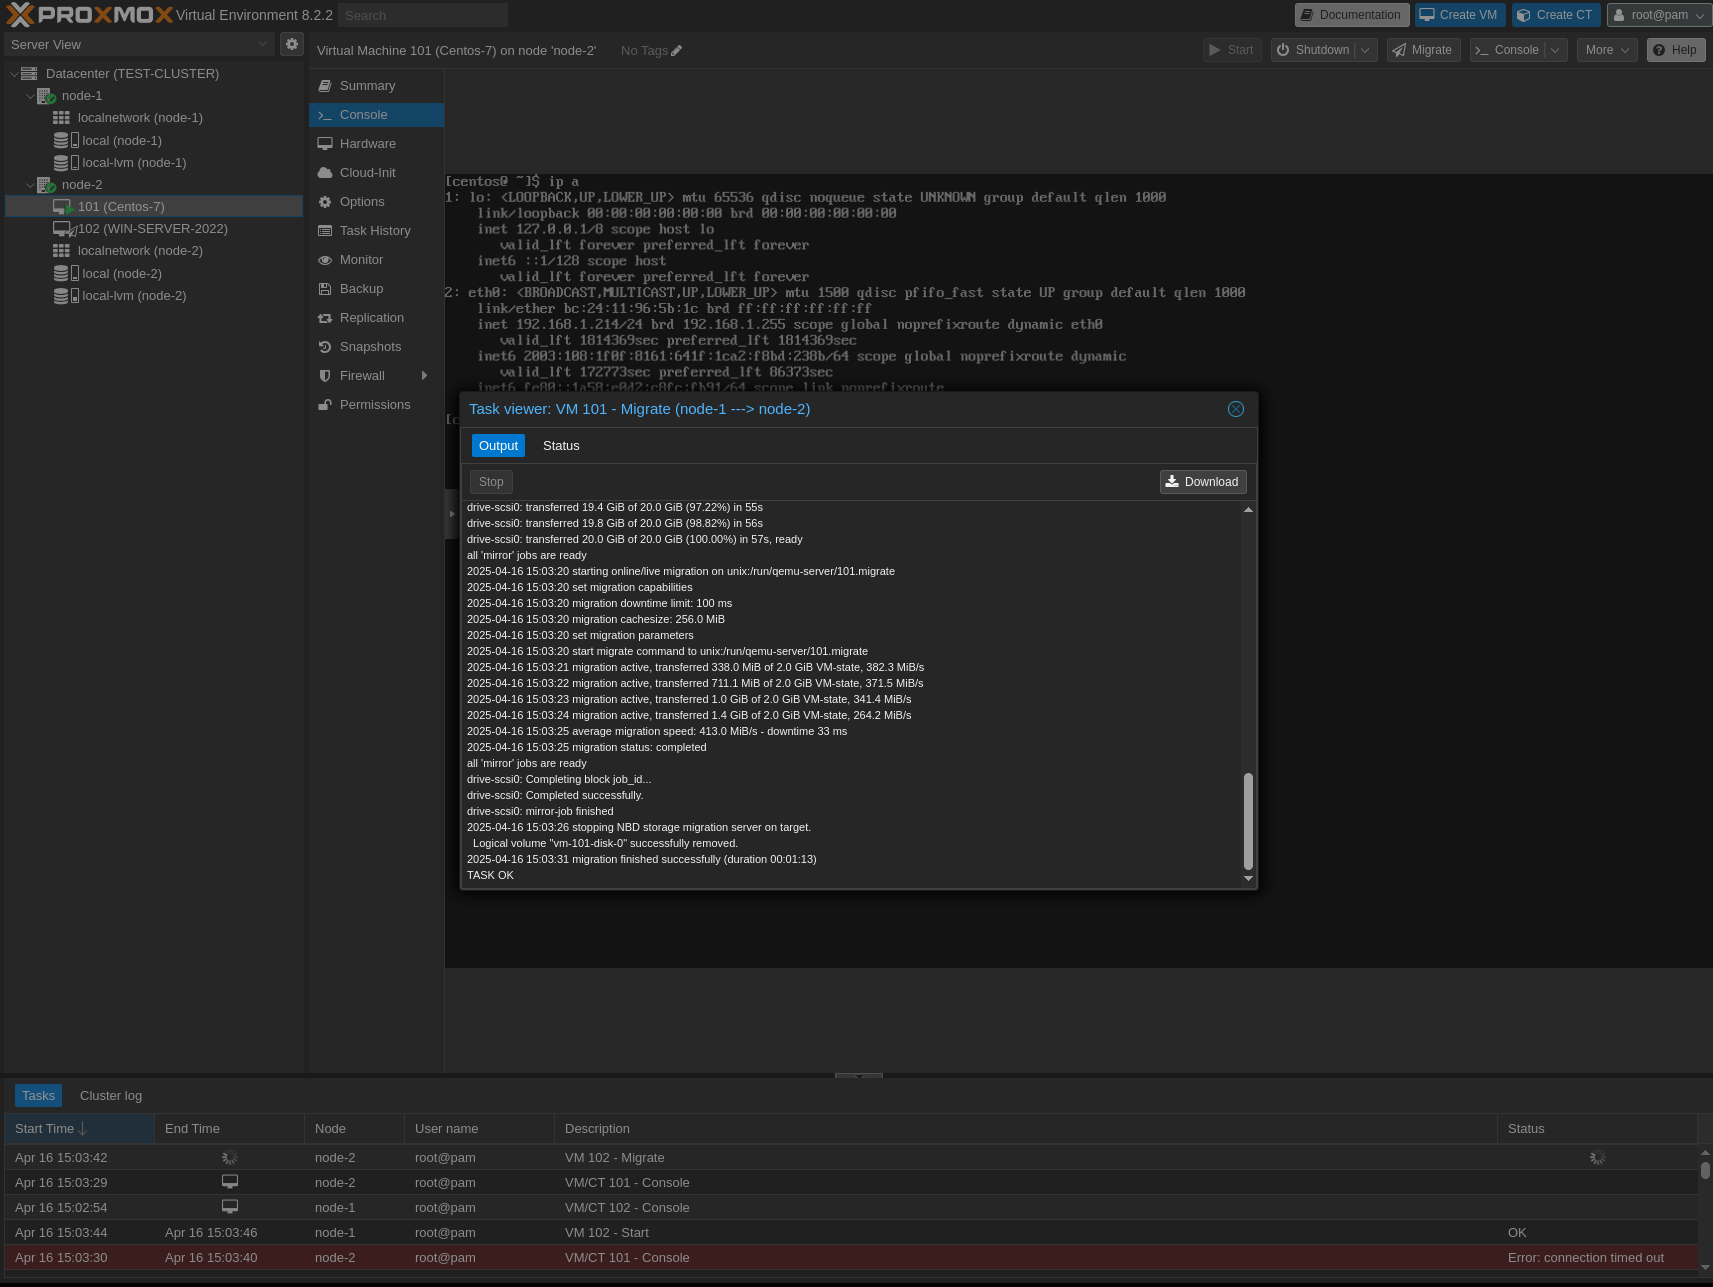 PROXMOX Virtual Environment 8.2.2 Search Documentation Create VM Create CT root@pam
Server View
Virtual Machine 101 (Centos-7) on node 'node-2' No Tags Start Shutdown Migrate Console More Help
Datacenter (TEST-CLUSTER)
node-1
localnetwork (node-1)
local (node-1)
local-lvm (node-1)
node-2
101 (Centos-7)
102 (WIN-SERVER-2022)
localnetwork (node-2)
local (node-2)
local-lvm (node-2)
Summary
Console
Hardware
Cloud-Init
Options
Task History
Monitor
Backup
Replication
Snapshots
Firewall
Permissions
[centos@ ~]$ ip a
1: lo: <LOOPBACK,UP,LOWER_UP> mtu 65536 qdisc noqueue state UNKNOWN group default qlen 1000
link/loopback 00:00:00:00:00:00 brd 00:00:00:00:00:00
inet 127.0.0.1/8 scope host lo
valid_lft forever preferred_lft forever
inet6 ::1/128 scope host
valid_lft forever preferred_lft forever
2: eth0: <BROADCAST,MULTICAST,UP,LOWER_UP> mtu 1500 qdisc pfifo_fast state UP group default qlen 1000
link/ether bc:24:11:96:5b:1c brd ff:ff:ff:ff:ff:ff
inet 192.168.1.214/24 brd 192.168.1.255 scope global noprefixroute dynamic eth0
valid_lft 1814369sec preferred_lft 1814369sec
inet6 2003:108:1f0f:8161:641f:1ca2:f8bd:238b/64 scope global noprefixroute dynamic
valid_lft 172773sec preferred_lft 86373sec
inet6 fe80::1a58:e0d2:c8fc:fb91/64 scope link noprefixroute
[c
Task viewer: VM 101 - Migrate (node-1 ---> node-2)
Output Status
Stop Download
drive-scsi0: transferred 19.4 GiB of 20.0 GiB (97.22%) in 55s
drive-scsi0: transferred 19.8 GiB of 20.0 GiB (98.82%) in 56s
drive-scsi0: transferred 20.0 GiB of 20.0 GiB (100.00%) in 57s, ready
all 'mirror' jobs are ready
2025-04-16 15:03:20 starting online/live migration on unix:/run/qemu-server/101.migrate
2025-04-16 15:03:20 set migration capabilities
2025-04-16 15:03:20 migration downtime limit: 100 ms
2025-04-16 15:03:20 migration cachesize: 256.0 MiB
2025-04-16 15:03:20 set migration parameters
2025-04-16 15:03:20 start migrate command to unix:/run/qemu-server/101.migrate
2025-04-16 15:03:21 migration active, transferred 338.0 MiB of 2.0 GiB VM-state, 382.3 MiB/s
2025-04-16 15:03:22 migration active, transferred 711.1 MiB of 2.0 GiB VM-state, 371.5 MiB/s
2025-04-16 15:03:23 migration active, transferred 1.0 GiB of 2.0 GiB VM-state, 341.4 MiB/s
2025-04-16 15:03:24 migration active, transferred 1.4 GiB of 2.0 GiB VM-state, 264.2 MiB/s
2025-04-16 15:03:25 average migration speed: 413.0 MiB/s - downtime 33 ms
2025-04-16 15:03:25 migration status: completed
all 'mirror' jobs are ready
drive-scsi0: Completing block job_id...
drive-scsi0: Completed successfully.
drive-scsi0: mirror-job finished
2025-04-16 15:03:26 stopping NBD storage migration server on target.
Logical volume "vm-101-disk-0" successfully removed.
2025-04-16 15:03:31 migration finished successfully (duration 00:01:13)
TASK OK
Tasks Cluster log
Start Time End Time Node User name Description Status
Apr 16 15:03:42 node-2 root@pam VM 102 - Migrate
Apr 16 15:03:29 node-2 root@pam VM/CT 101 - Console
Apr 16 15:02:54 node-1 root@pam VM/CT 102 - Console
Apr 16 15:03:44 Apr 16 15:03:46 node-1 root@pam VM 102 - Start OK
Apr 16 15:03:30 Apr 16 15:03:40 node-2 root@pam VM/CT 101 - Console Error: connection timed out